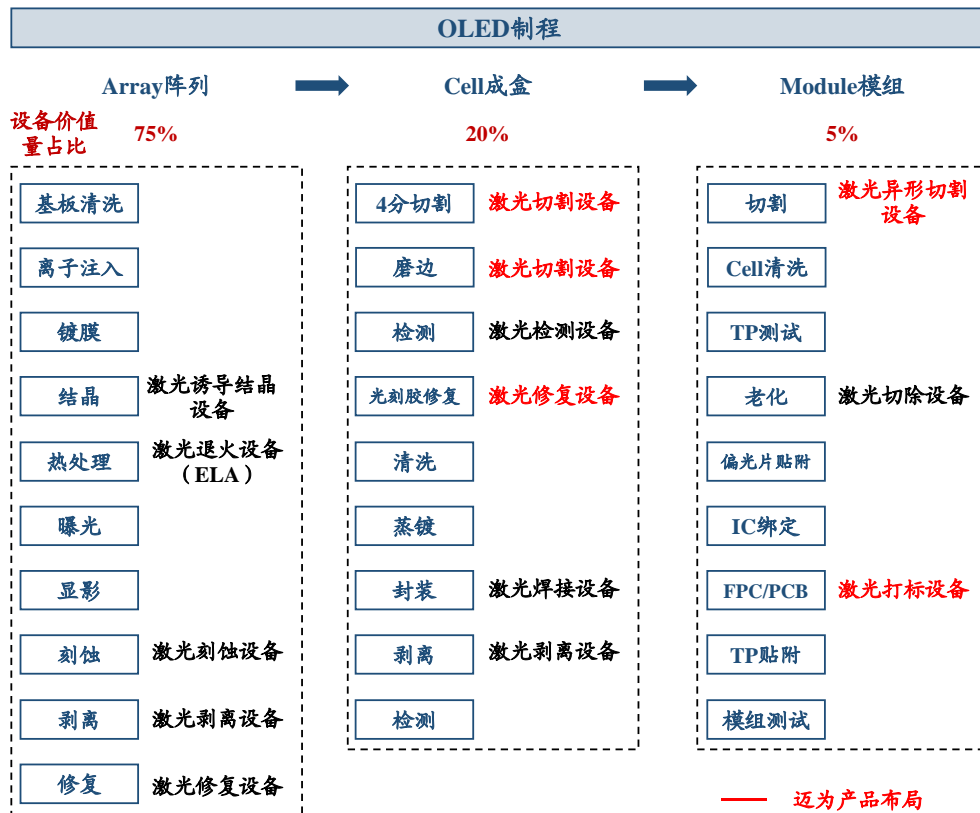 OLED制程
Array阵列
Cell成盒
Module模组
设备价值
量占比
75%
20%
5%
基板清洗
离子注入
镀膜
结晶
激光诱导结晶
设备
热处理
激光退火设备
（ELA）
曝光
显影
刻蚀
激光刻蚀设备
剥离
激光剥离设备
修复
激光修复设备
4分切割
激光切割设备
磨边
激光切割设备
检测
激光检测设备
光刻胶修复
激光修复设备
清洗
蒸镀
封装
激光焊接设备
剥离
激光剥离设备
检测
切割
激光异形切割
设备
Cell清洗
TP测试
老化
激光切除设备
偏光片贴附
IC绑定
FPC/PCB
激光打标设备
TP贴附
模组测试
迈为产品布局